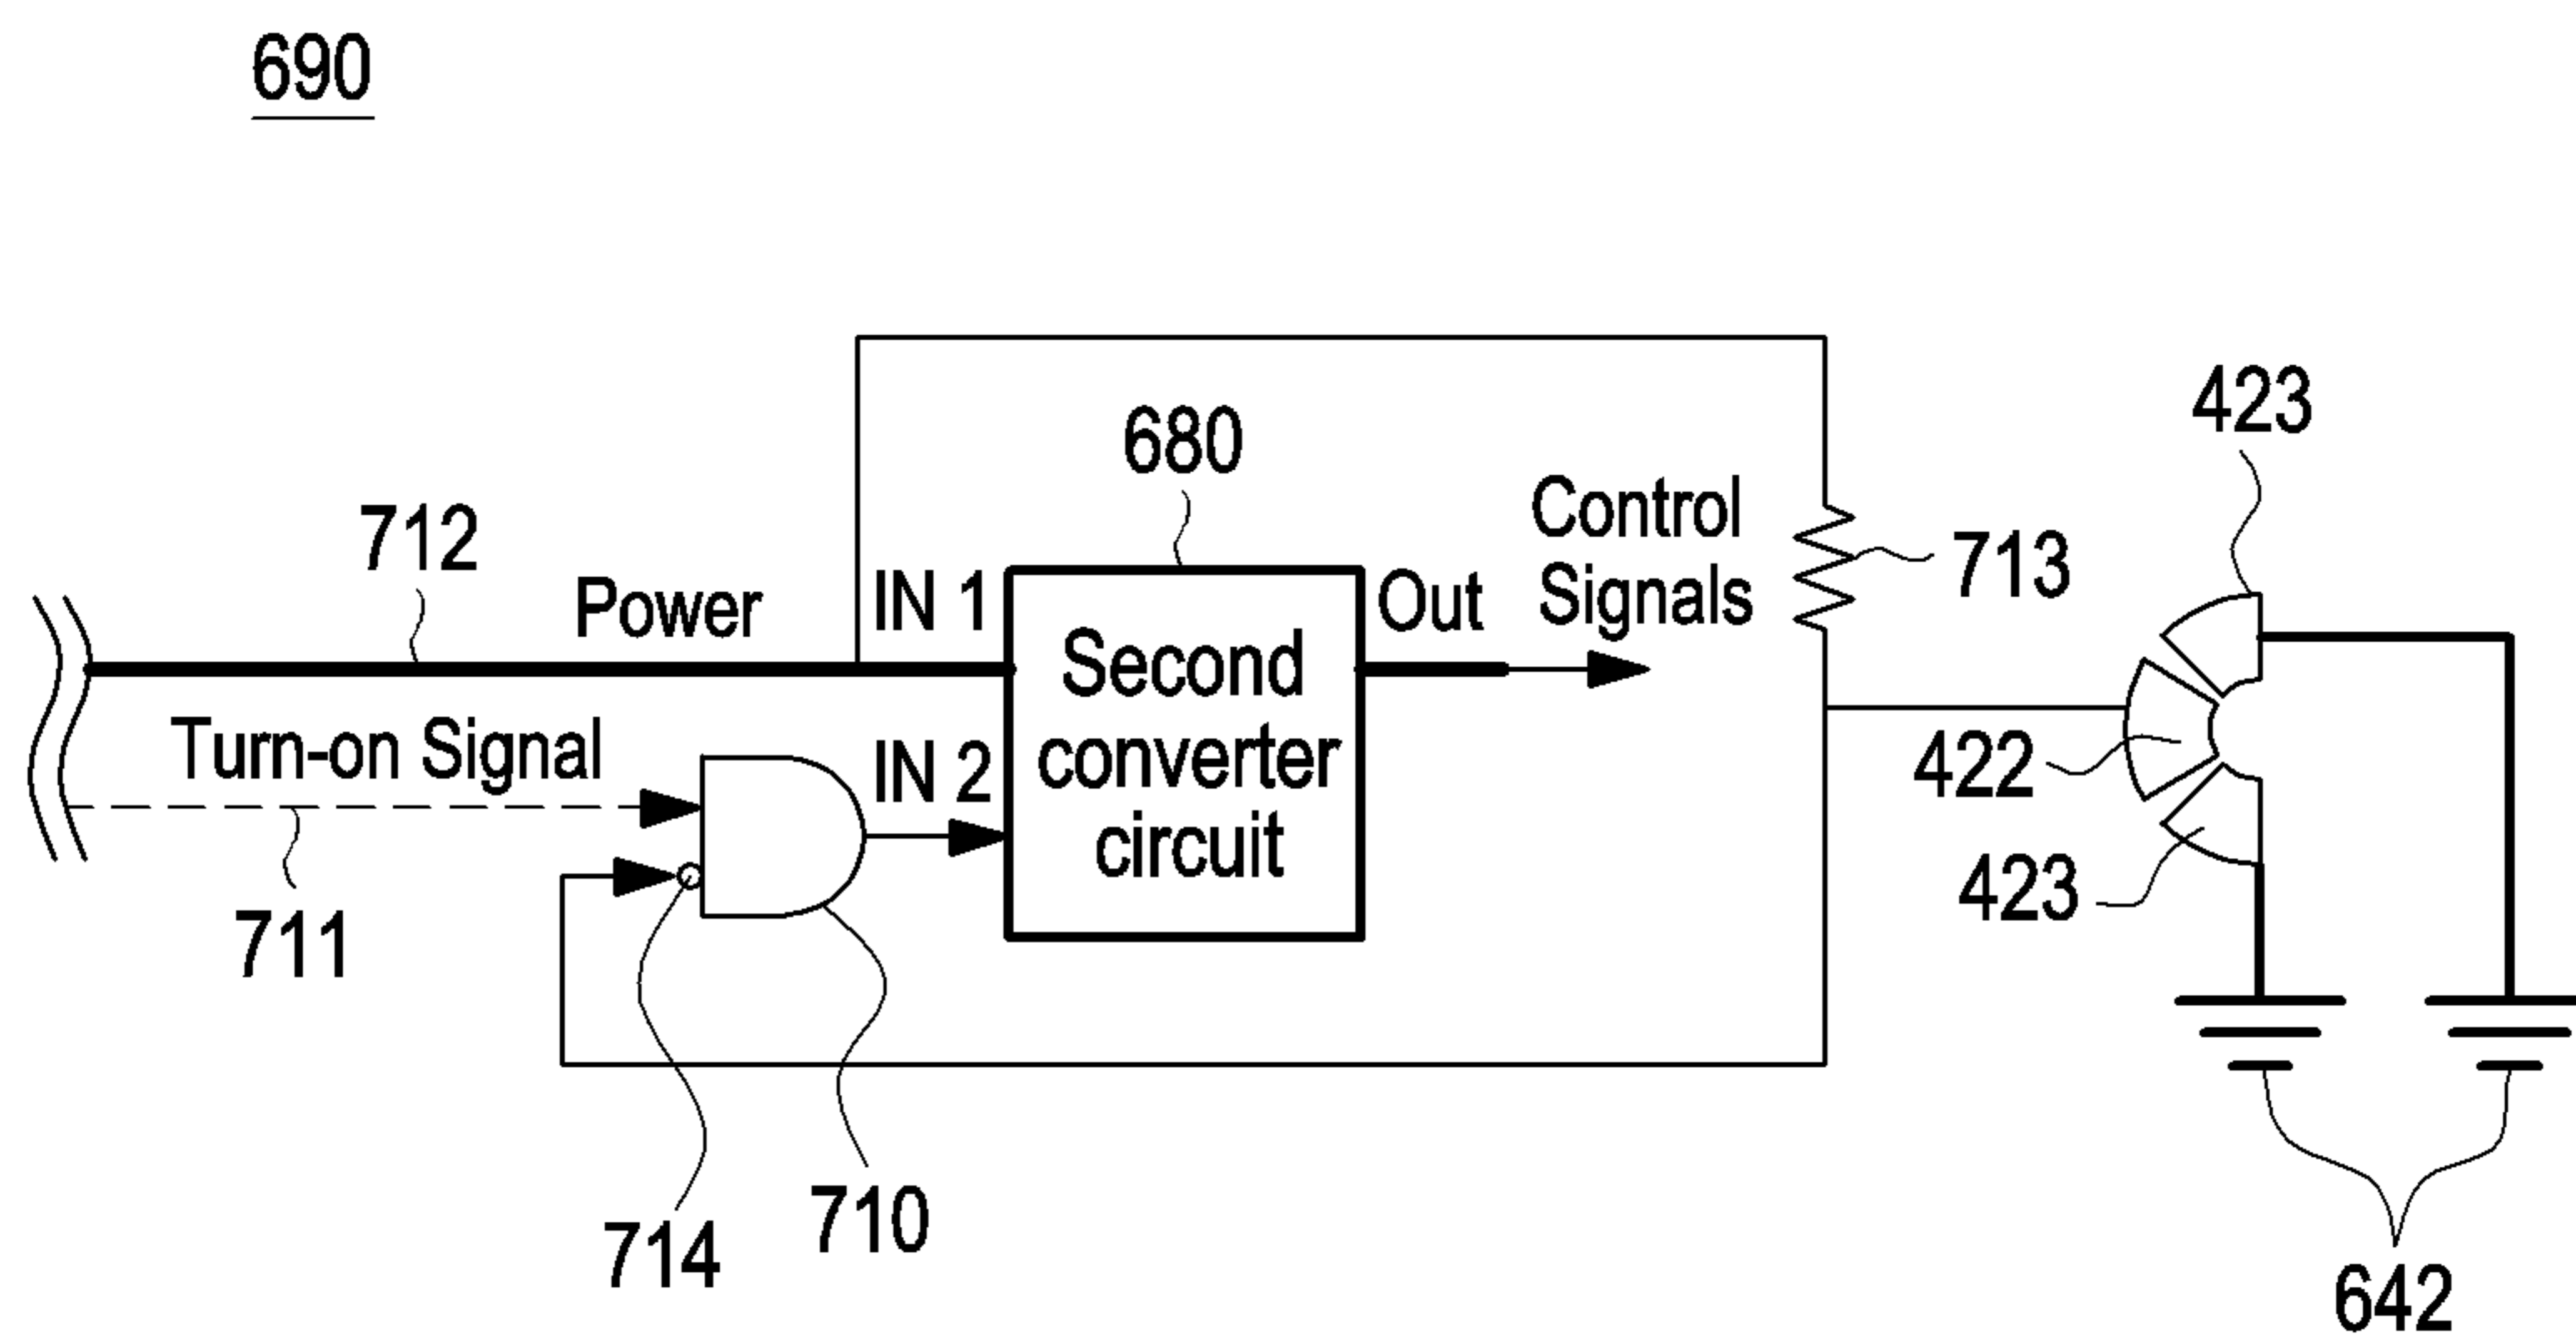 690
423
680
Control
Signals
712
713
Power
IN 1
Out
Second
converter
circuit
Turn-on Signal
IN 2
422
423
711
710
714
642